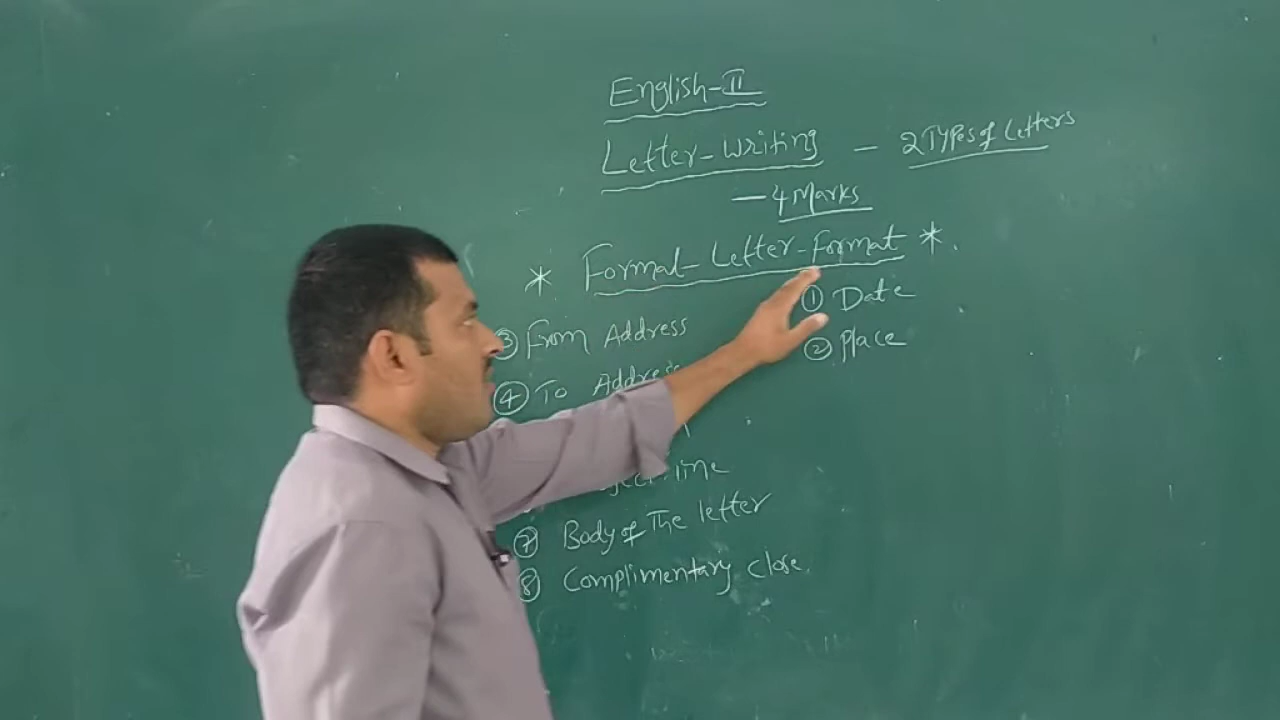 English-II
Letter-Writing - 2 Types of Letters
- 4 Marks
* Formal-Letter-Format *
① Date
② Place
③ From Address
④ To Address
⑦ Body of The letter
⑧ Complimentary close